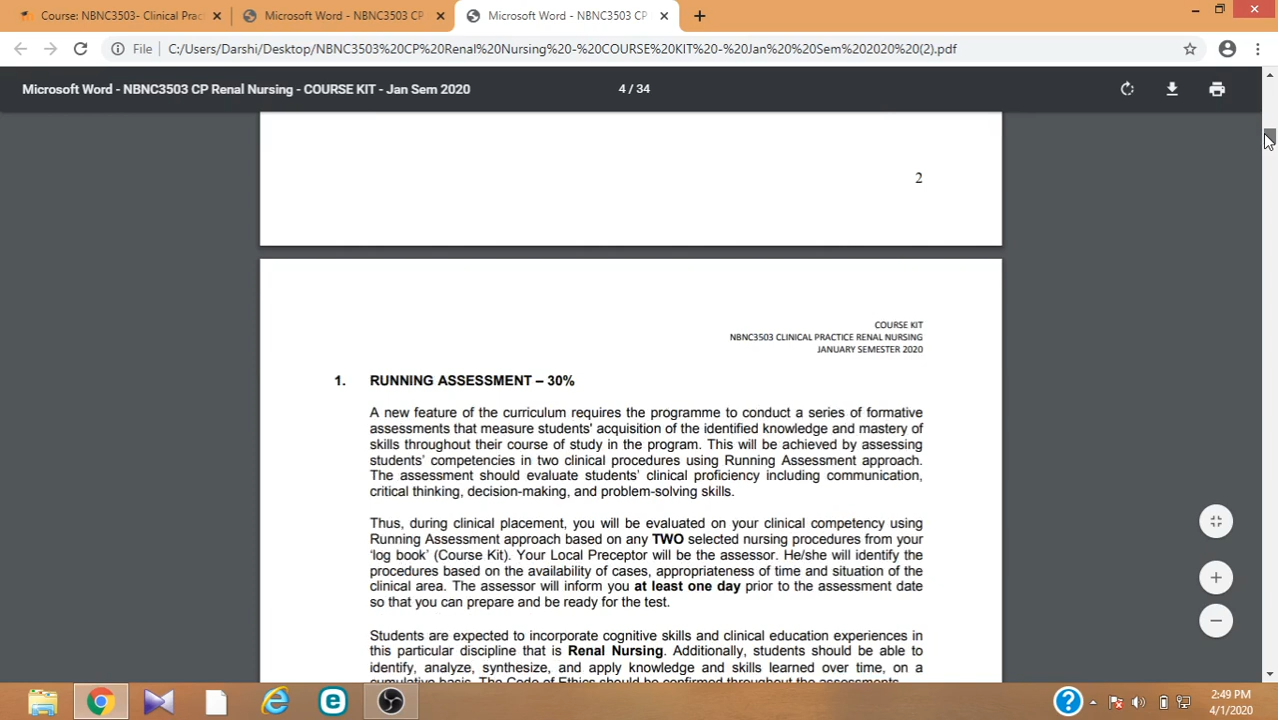 Course: NBNC3503- Clinical Prac
Microsoft Word - NBNC3503 CP
Microsoft Word - NBNC3503 CP
File
C:/Users/Darshi/Desktop/NBNC3503%20CP%20Renal%20Nursing%20-%20COURSE%20KIT%20-%20Jan%20%20Sem%202020%20(2).pdf
Microsoft Word - NBNC3503 CP Renal Nursing - COURSE KIT - Jan Sem 2020
4 / 34
2
COURSE KIT
NBNC3503 CLINICAL PRACTICE RENAL NURSING
JANUARY SEMESTER 2020
1. RUNNING ASSESSMENT – 30%
A new feature of the curriculum requires the programme to conduct a series of formative
assessments that measure students' acquisition of the identified knowledge and mastery of
skills throughout their course of study in the program. This will be achieved by assessing
students' competencies in two clinical procedures using Running Assessment approach.
The assessment should evaluate students' clinical proficiency including communication,
critical thinking, decision-making, and problem-solving skills.
Thus, during clinical placement, you will be evaluated on your clinical competency using
Running Assessment approach based on any TWO selected nursing procedures from your
'log book' (Course Kit). Your Local Preceptor will be the assessor. He/she will identify the
procedures based on the availability of cases, appropriateness of time and situation of the
clinical area. The assessor will inform you at least one day prior to the assessment date
so that you can prepare and be ready for the test.
Students are expected to incorporate cognitive skills and clinical education experiences in
this particular discipline that is Renal Nursing. Additionally, students should be able to
identify, analyze, synthesize, and apply knowledge and skills learned over time, on a
cumulative basis. The Code of Ethics should be confirmed throughout the assessments.
2:49 PM
4/1/2020